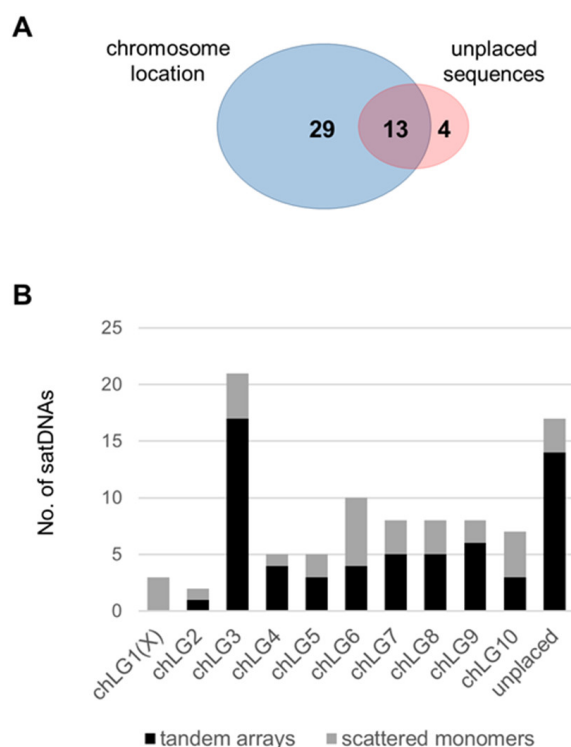 A
chromosome
location
unplaced
sequences
29
13
4
B
No. of satDNAs
25
20
15
10
5
0
chLG1(X)
chLG2
chLG3
chLG4
chLG5
chLG6
chLG7
chLG8
chLG9
chLG10
unplaced
tandem arrays
scattered monomers